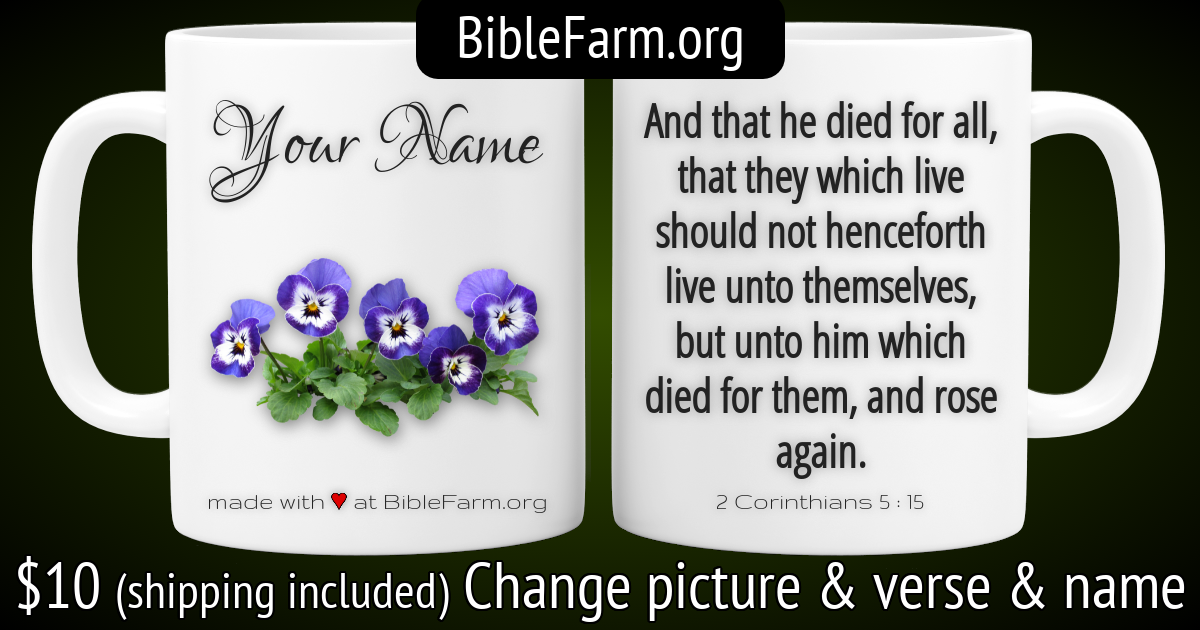 BibleFarm.org
Your Name
made with ♥ at BibleFarm.org
And that he died for all,
that they which live
should not henceforth
live unto themselves,
but unto him which
died for them, and rose
again.
2 Corinthians 5 : 15
$10 (shipping included) Change picture & verse & name